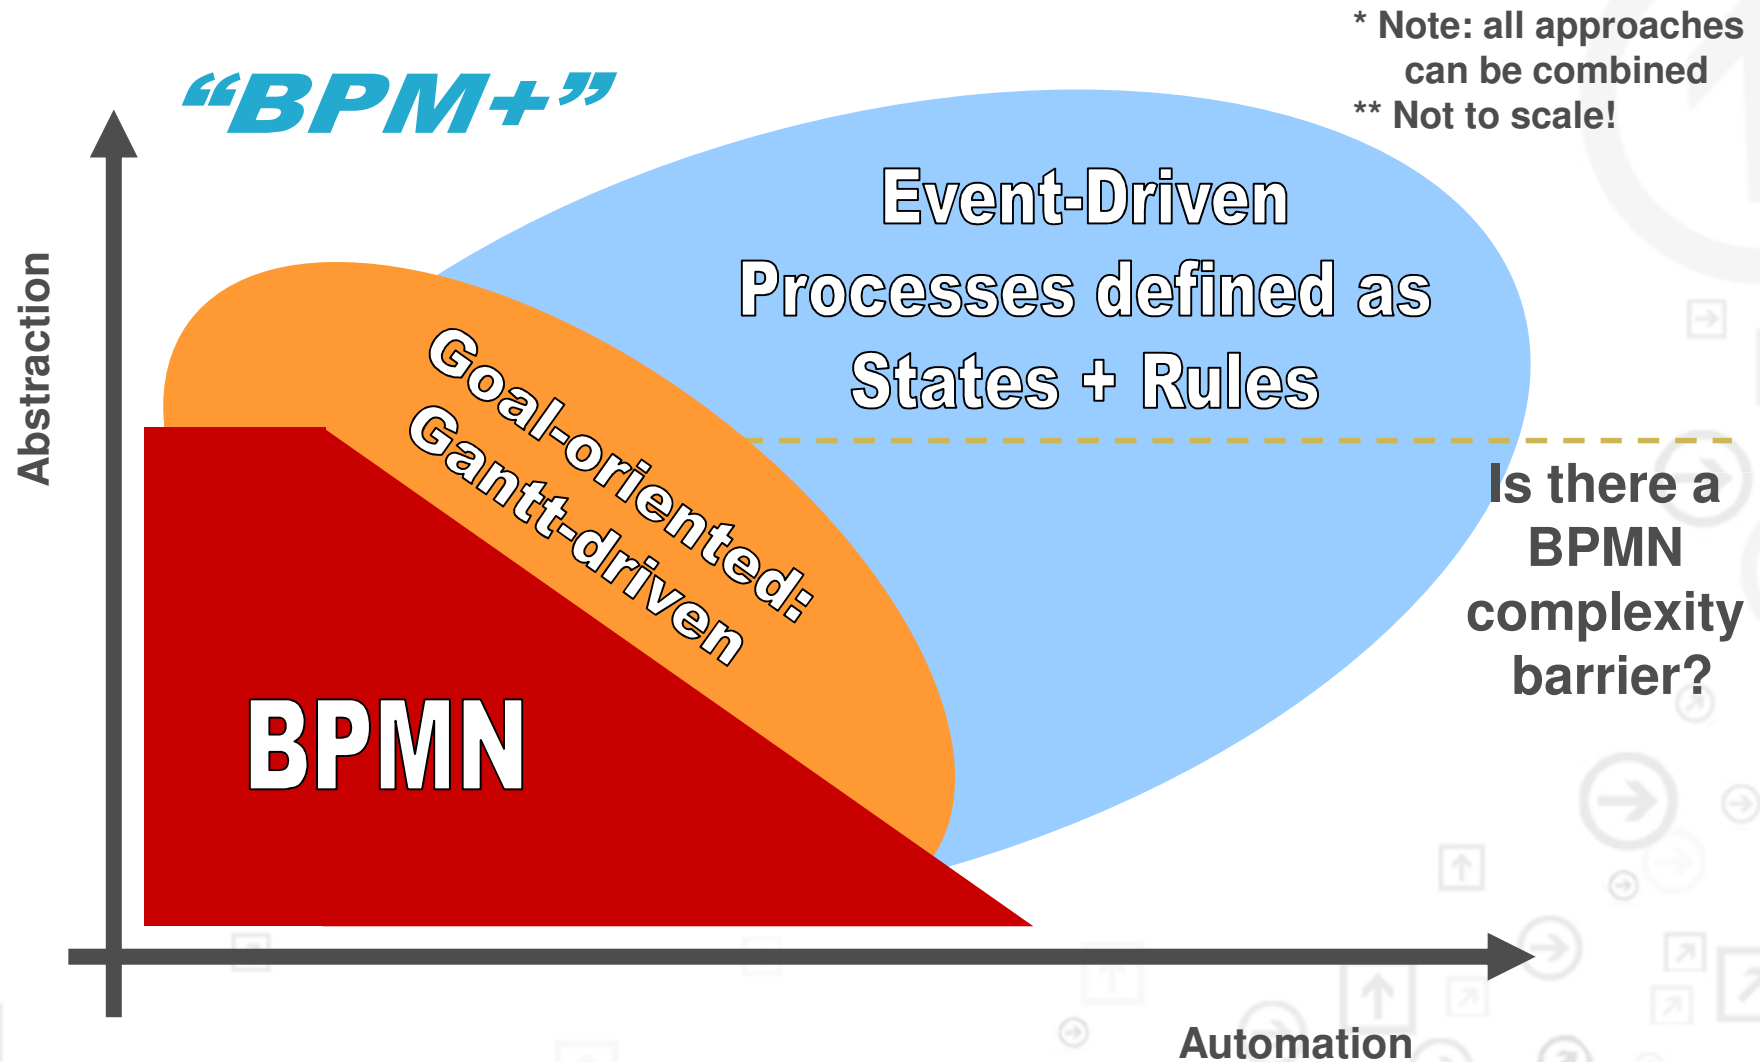 * Note: all approaches
can be combined
** Not to scale!
“BPM+”
Event-Driven
Processes defined as
States + Rules
Abstraction
Goal-oriented:
Gantt-driven
Is there a
BPMN
complexity
barrier?
BPMN
Automation